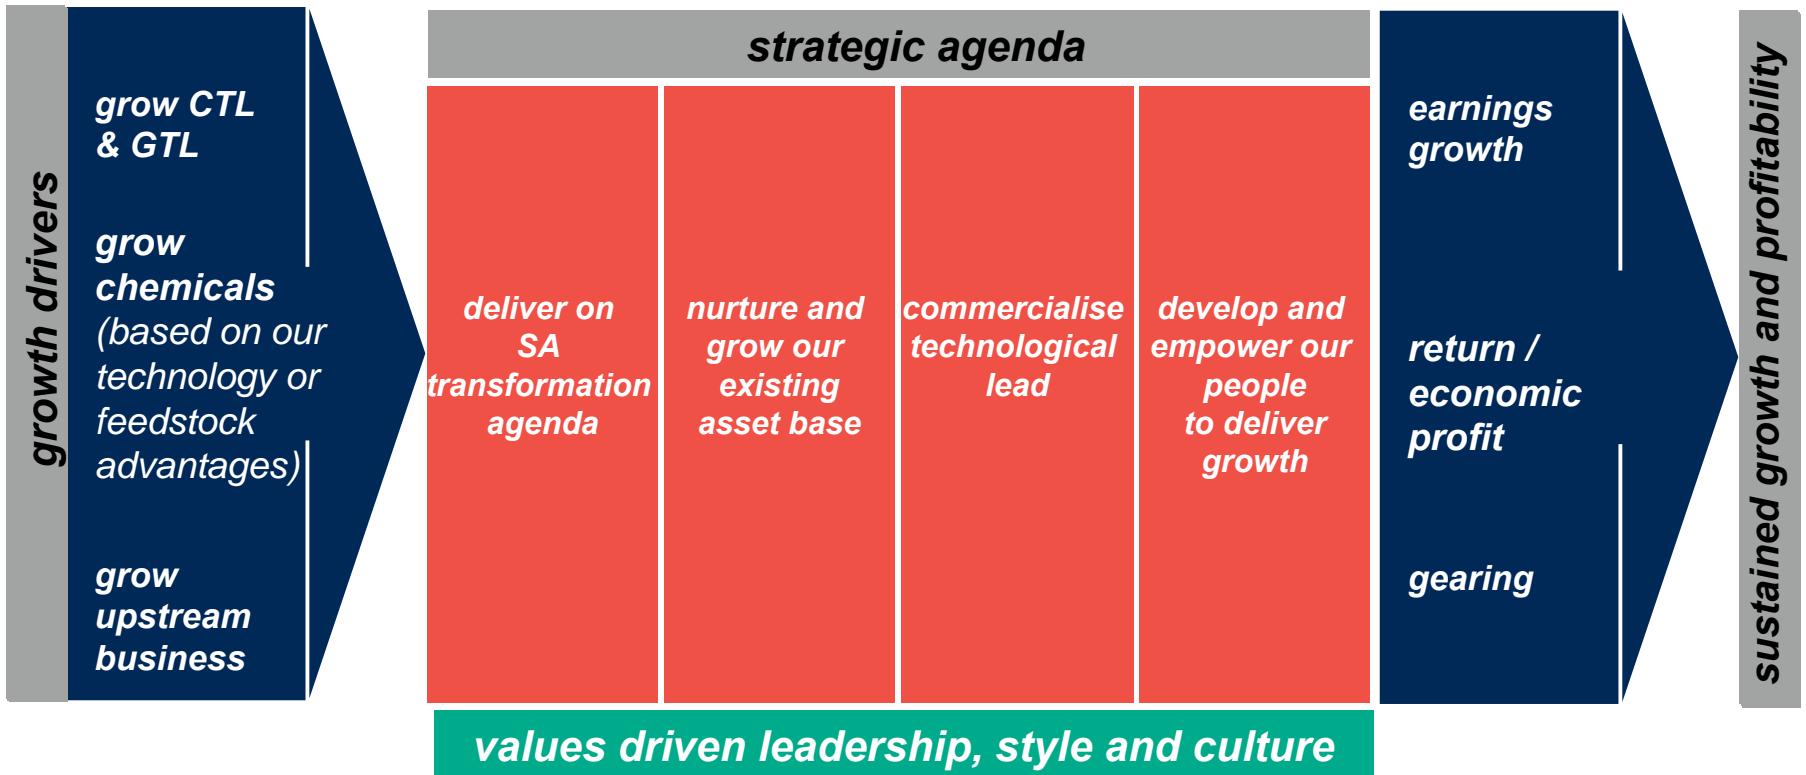 growth drivers
grow CTL
& GTL
grow
chemicals
(based on our
technology or
feedstock
advantages)
grow
upstream
business
strategic agenda
deliver on
SA
transformation
agenda
nurture and
grow our
existing
asset base
commercialise
technological
lead
develop and
empower our
people
to deliver
growth
values driven leadership, style and culture
earnings
growth
return /
economic
profit
gearing
sustained growth and profitability